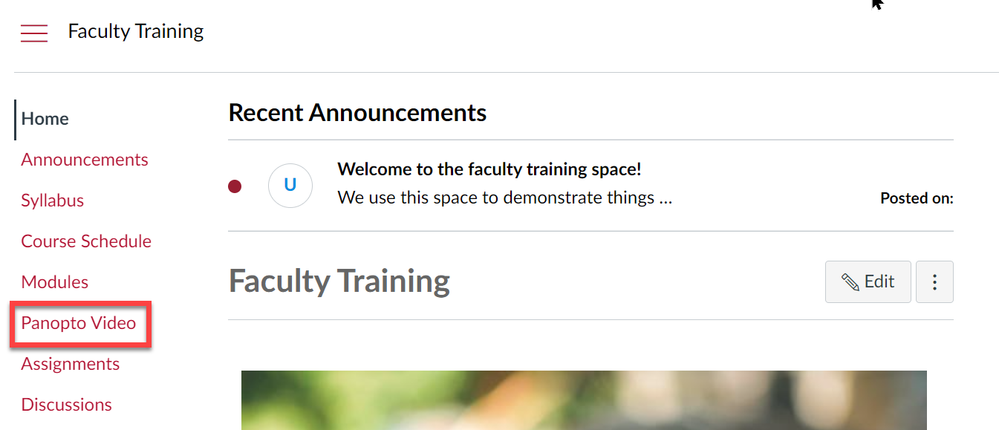 Faculty Training
Home
Announcements
Syllabus
Course Schedule
Modules
Panopto Video
Assignments
Discussions
Recent Announcements
U
Welcome to the faculty training space!
We use this space to demonstrate things ...
Posted on:
Faculty Training
Edit